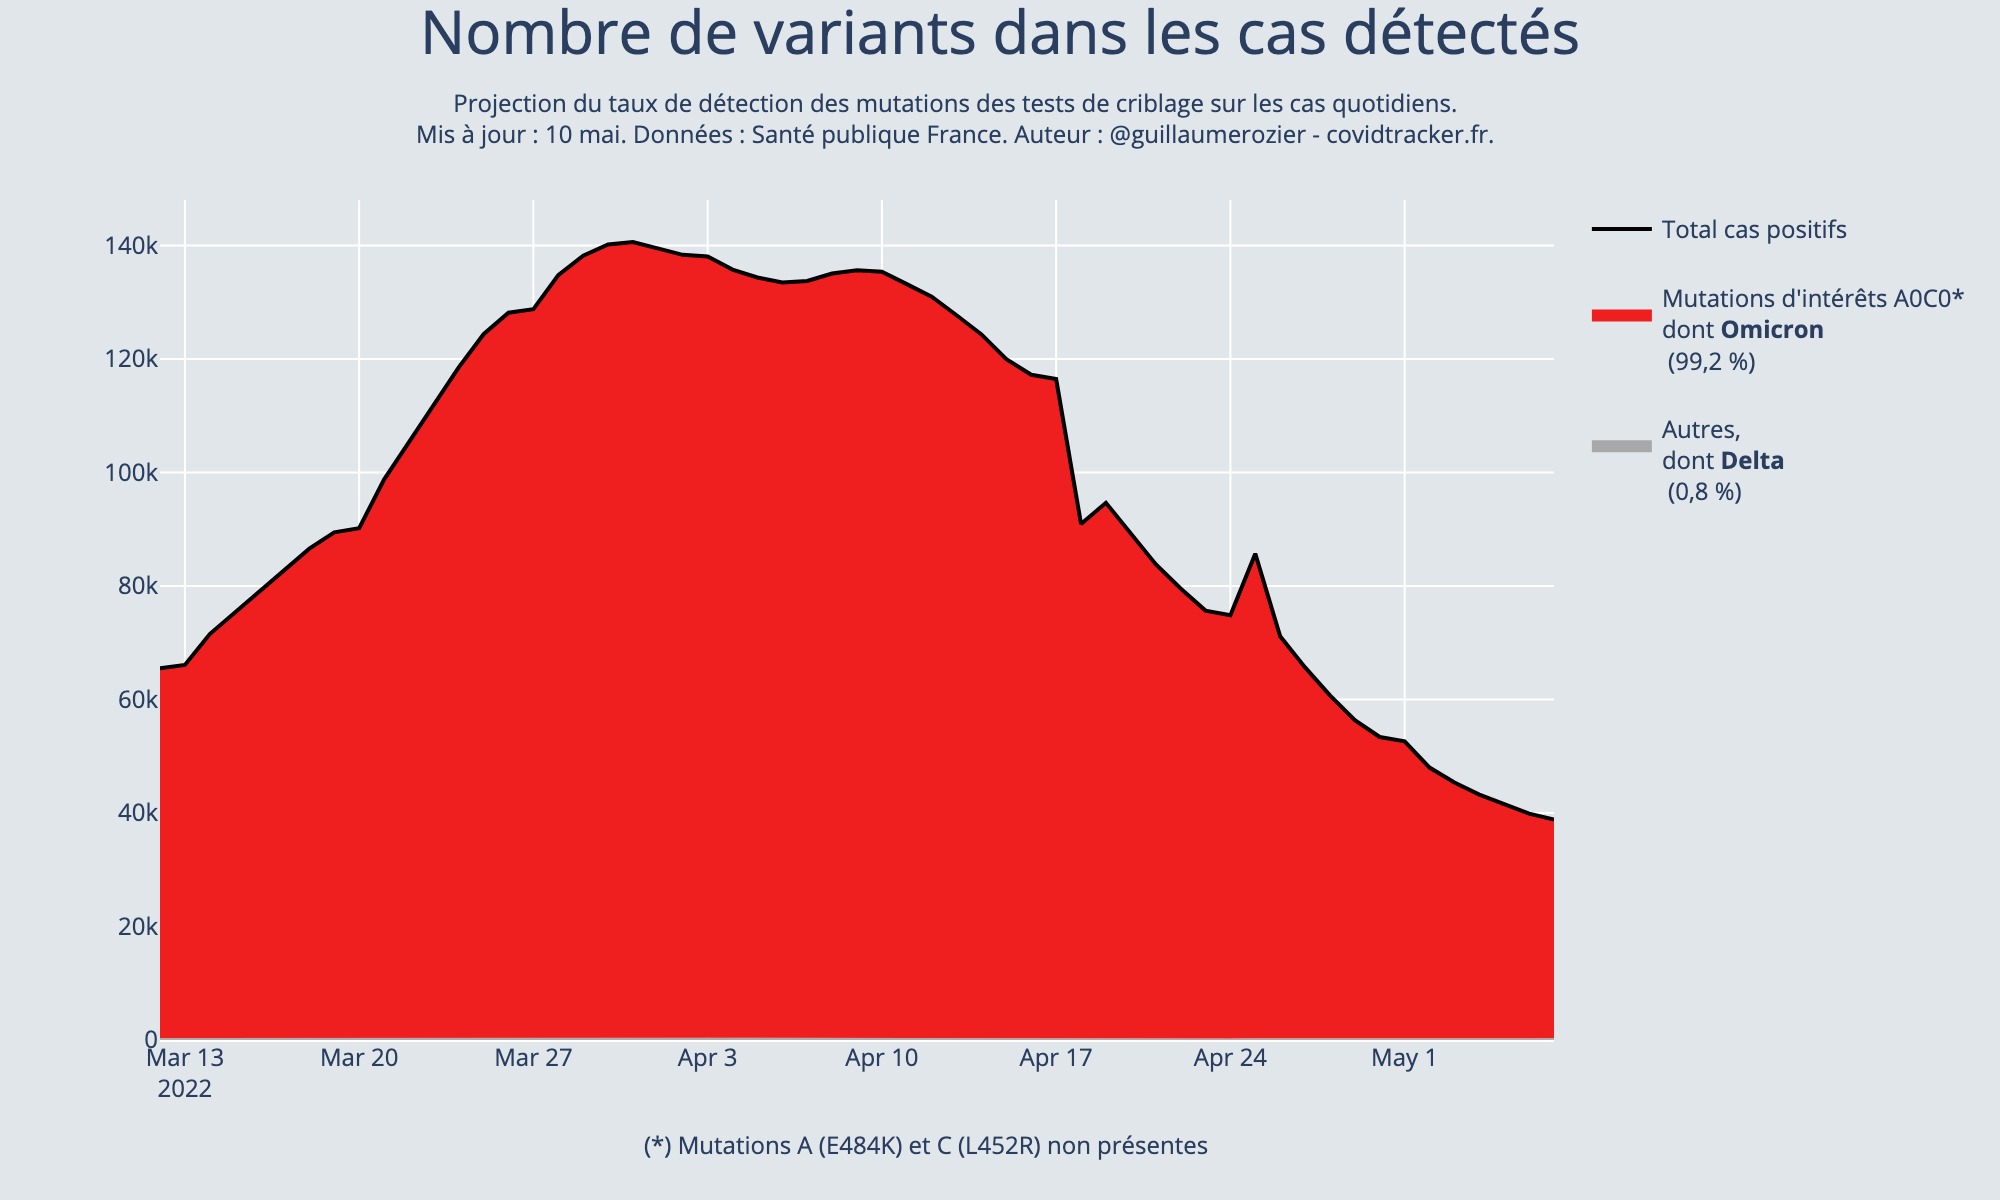 Nombre de variants dans les cas détectés
Projection du taux de détection des mutations des tests de criblage sur les cas quotidiens.
Mis à jour : 10 mai. Données : Santé publique France. Auteur : @guillaumerozier - covidtracker.fr.
140k
120k
100k
80k
60k
40k
20k
0
Mar 13
2022
Mar 20
Mar 27
Apr 3
Apr 10
Apr 17
Apr 24
May 1
Total cas positifs
Mutations d'intérêts A0C0*
dont Omicron
(99,2 %)
Autres,
dont Delta
(0,8 %)
(*) Mutations A (E484K) et C (L452R) non présentes